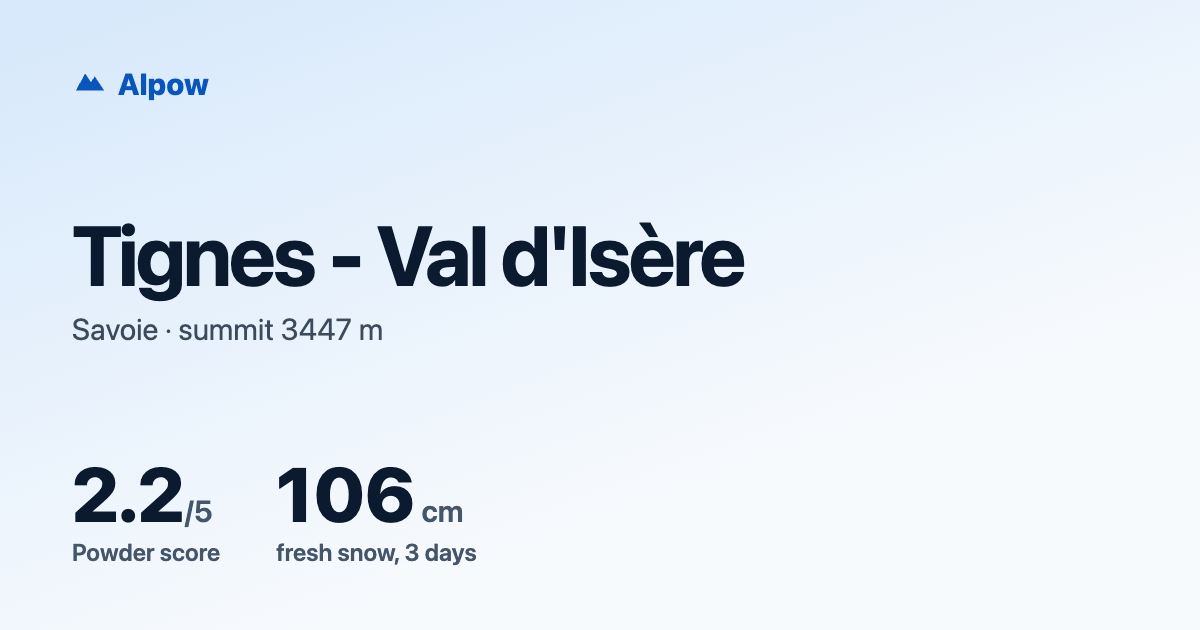 Alpow
Tignes - Val d'Isère
Savoie · summit 3447 m
2.2/5
Powder score
106 cm
fresh snow, 3 days